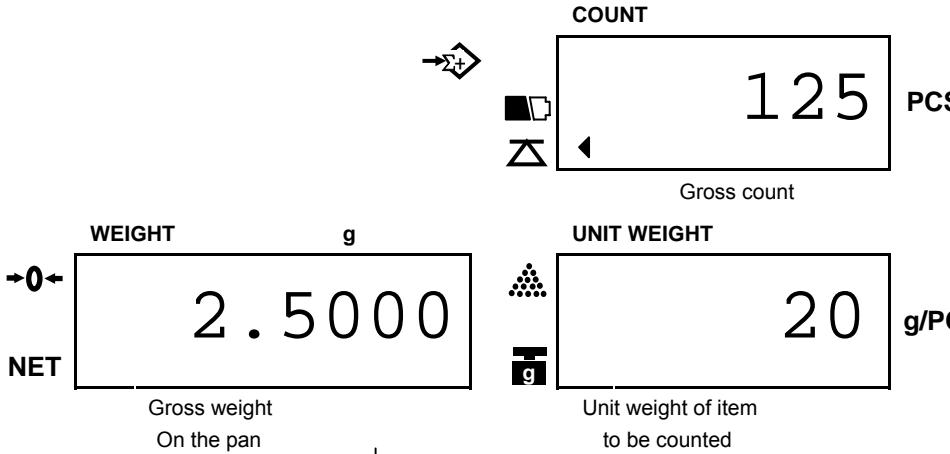 COUNT
Σ+
125
PCS
Gross count
WEIGHT g
UNIT WEIGHT
0
2.5000
20
NET
g
Gross weight
On the pan
Unit weight of item
to be counted